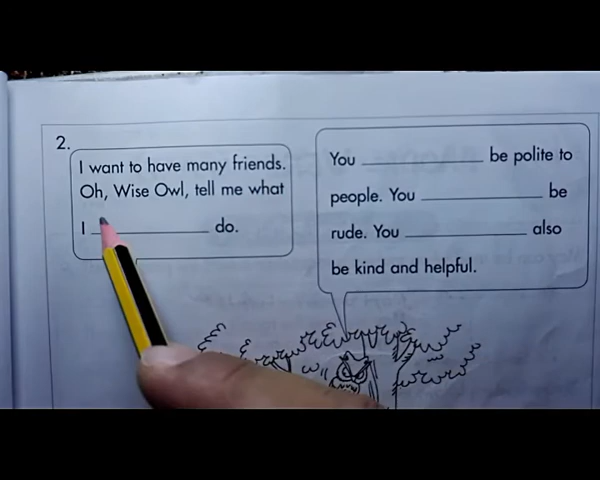 2.
I want to have many friends.
Oh, Wise Owl, tell me what
I ____________ do.
You ____________ be polite to
people. You ____________ be
rude. You ____________ also
be kind and helpful.